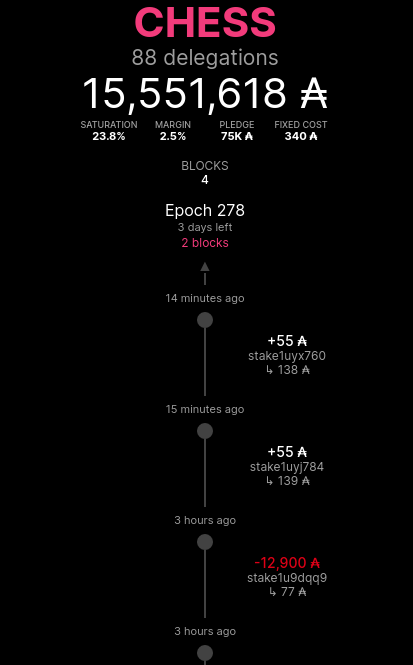 CHESS
88 delegations
15,551,618 ₳
SATURATION MARGIN PLEDGE FIXED COST
23.8% 2.5% 75K ₳ 340 ₳
BLOCKS
4
Epoch 278
3 days left
2 blocks
14 minutes ago
+55 ₳
stake1uyx760
↳ 138 ₳
15 minutes ago
+55 ₳
stake1uyj784
↳ 139 ₳
3 hours ago
-12,900 ₳
stake1u9dqq9
↳ 77 ₳
3 hours ago